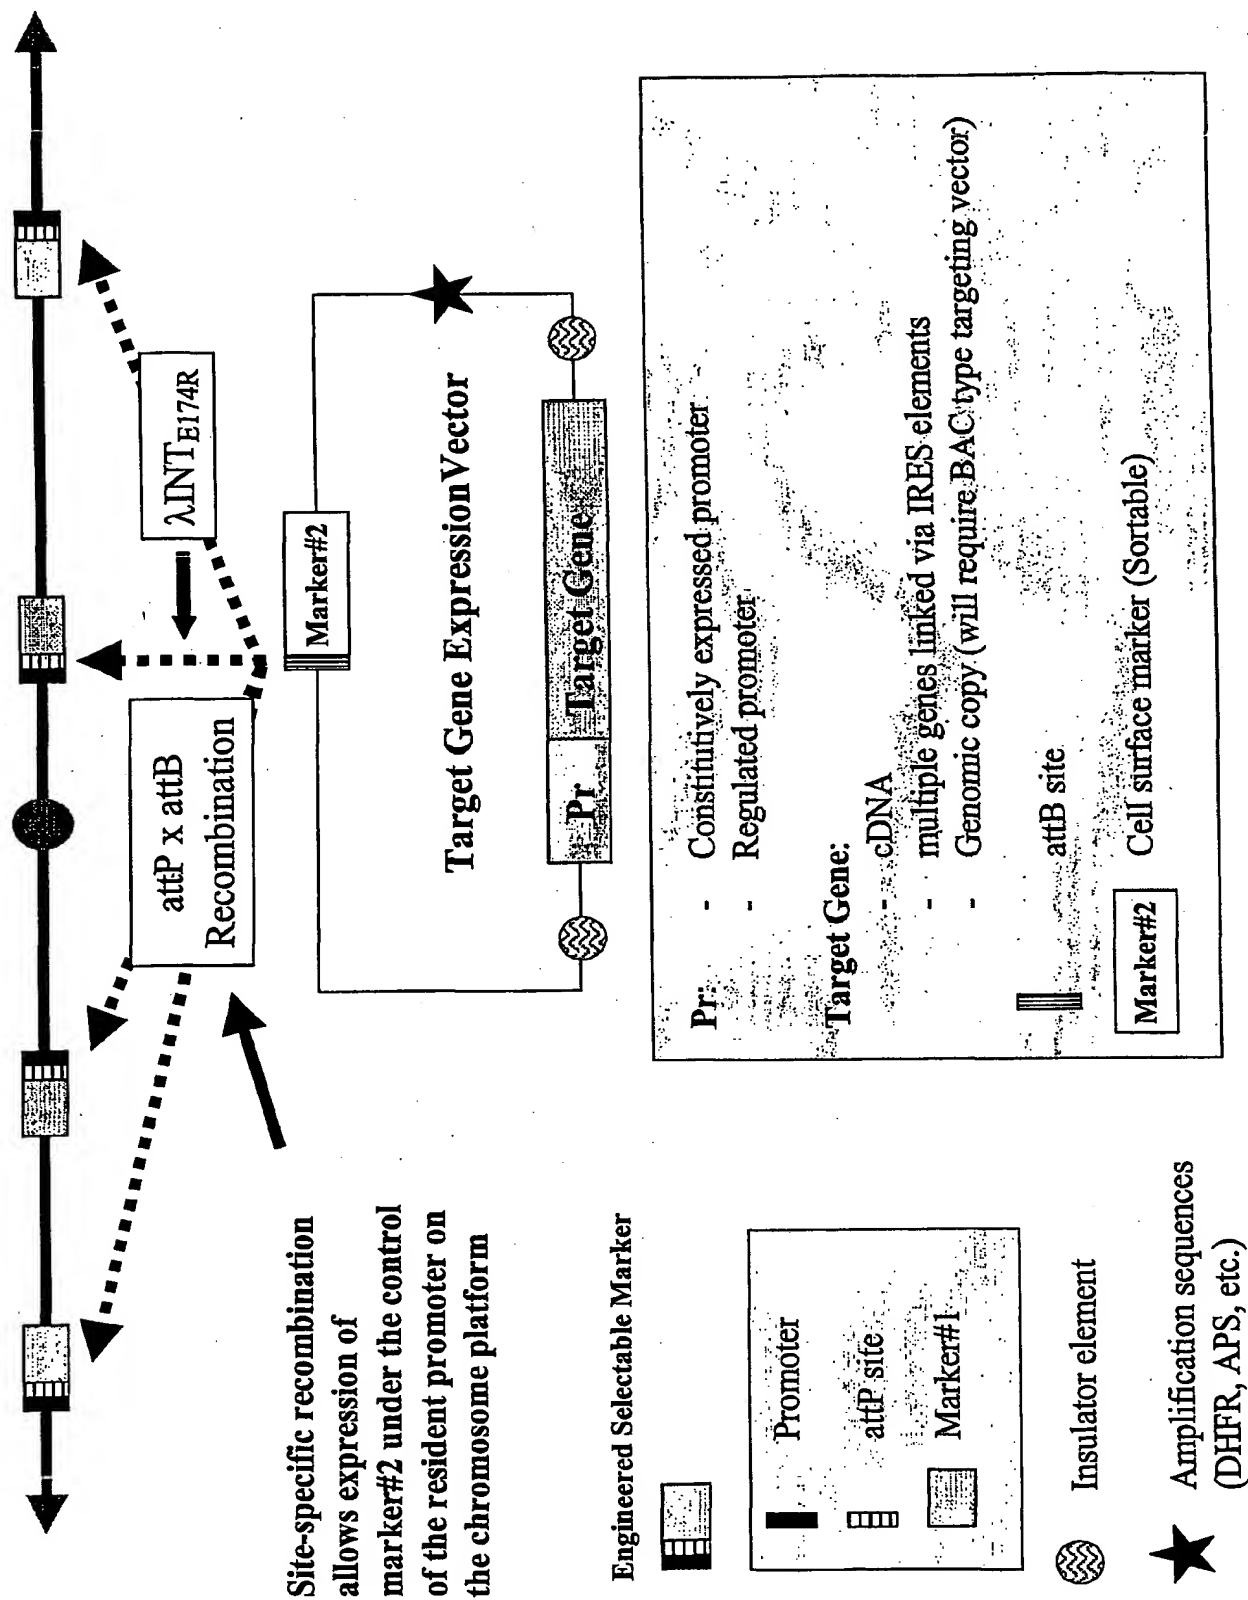 attP x attB
Recombination
λINT E174R
Marker#2
Target Gene Expression Vector
Pr
Target Gene
Site-specific recombination
allows expression of
marker#2 under the control
of the resident promoter on
the chromosome platform
Engineered Selectable Marker
Promoter
attP site
Marker#1
Insulator element
Amplification sequences
(DHFR, APS, etc.)
Pr: - Constitutively expressed promoter
- Regulated promoter
Target Gene:
- cDNA
- multiple genes linked via IRES elements
- Genomic copy (will require BAC type targeting vector)
attB site
Marker#2 Cell surface marker (Sortable)